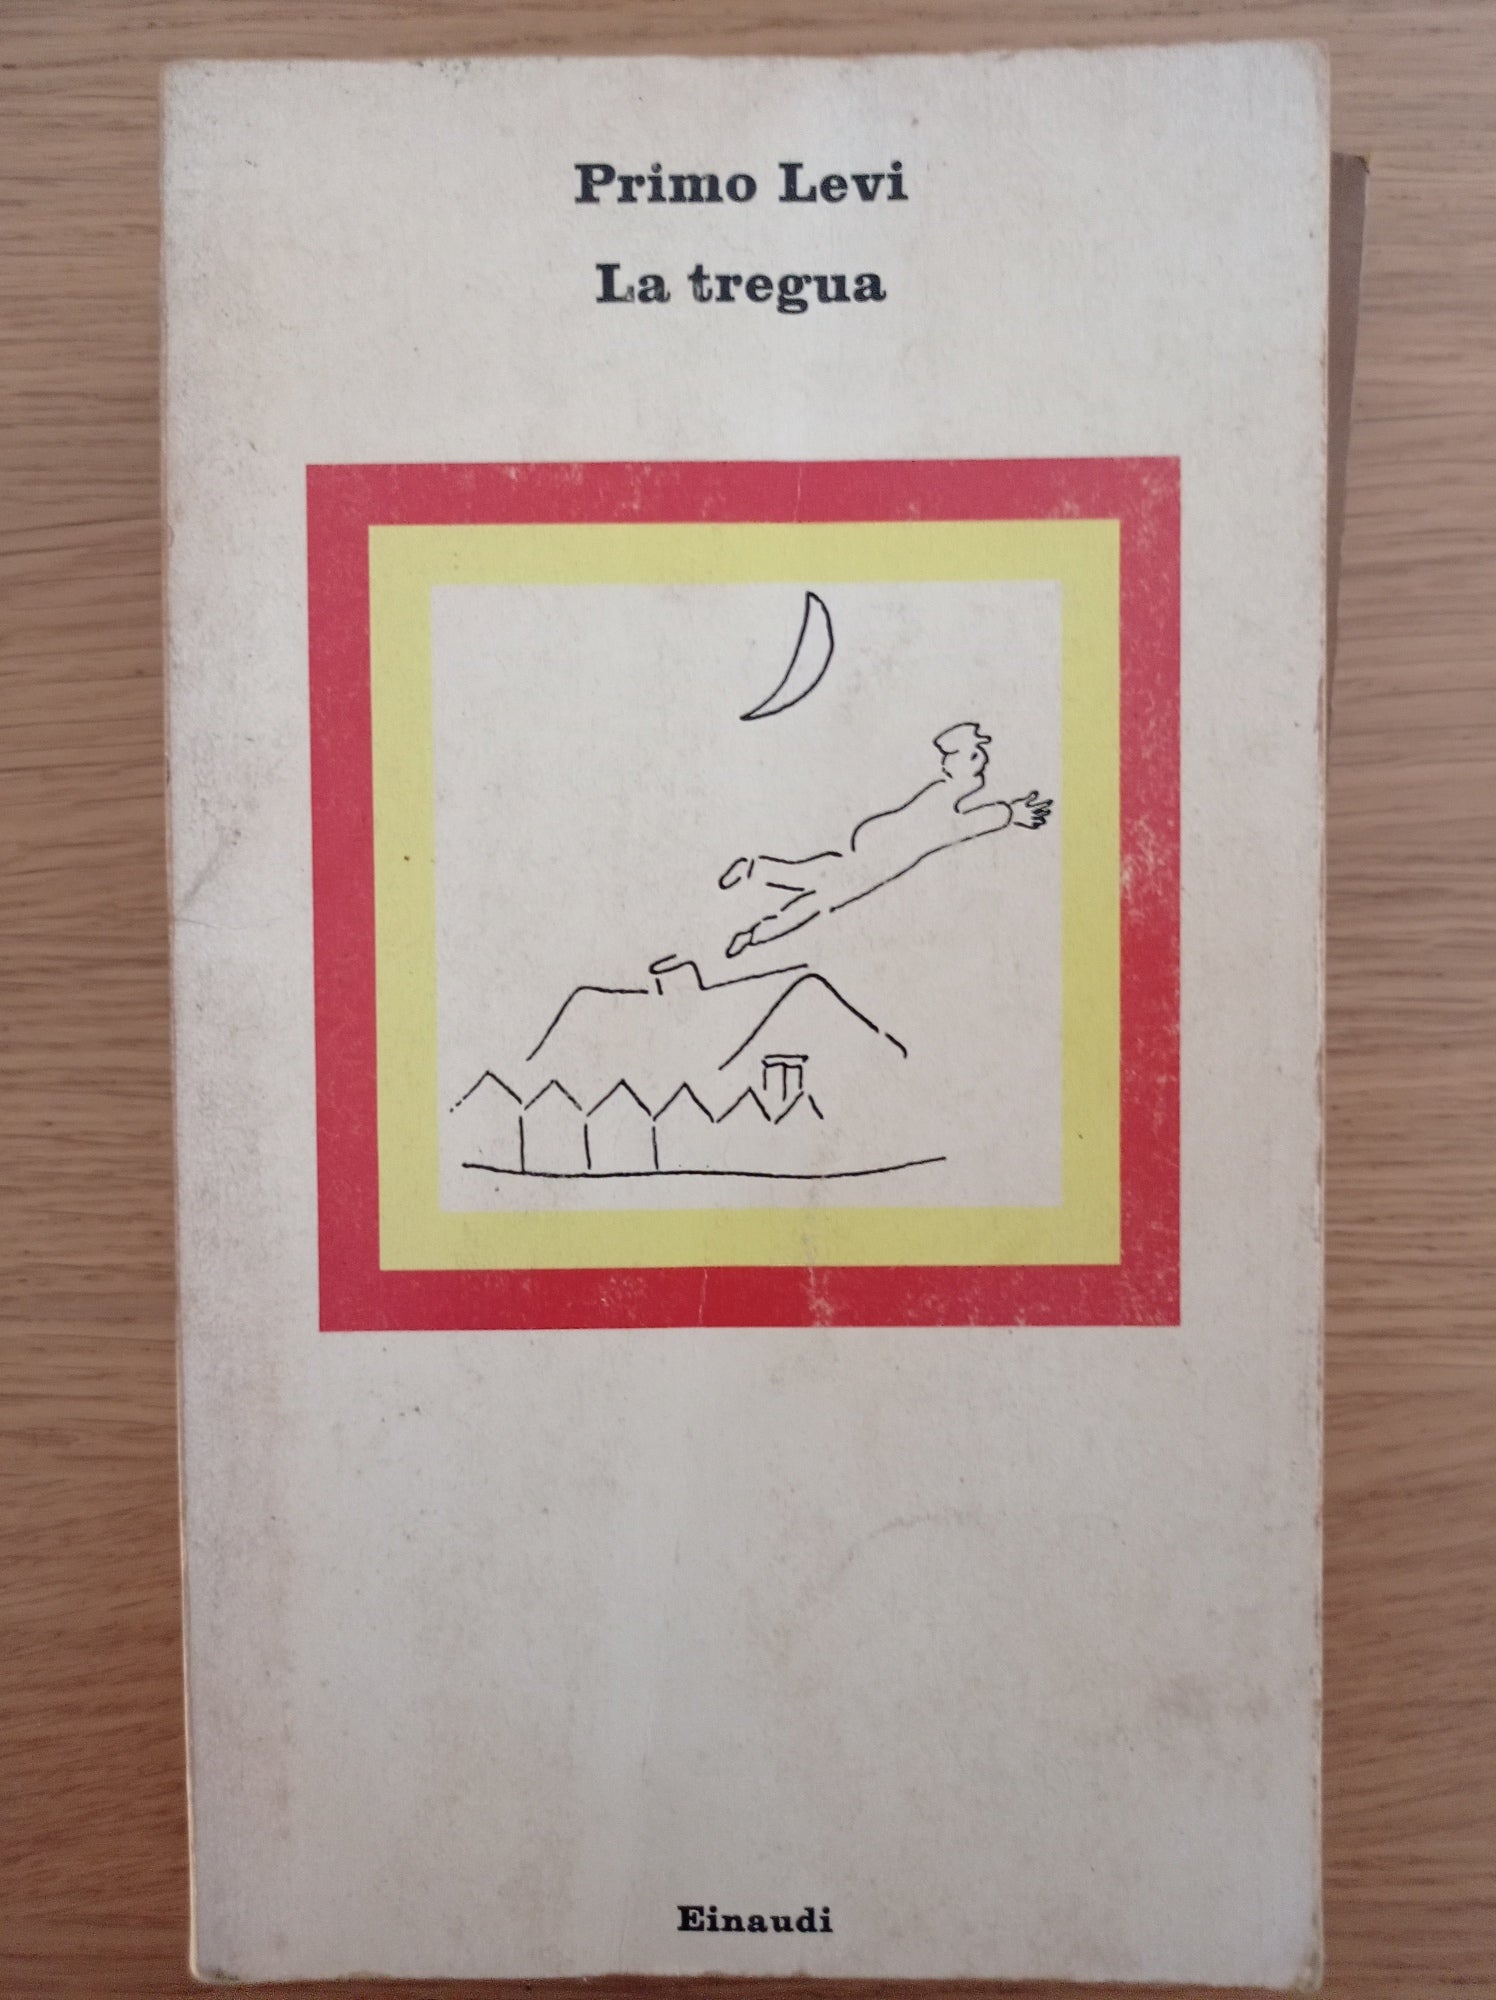 Primo Levi
La tregua
Einaudi